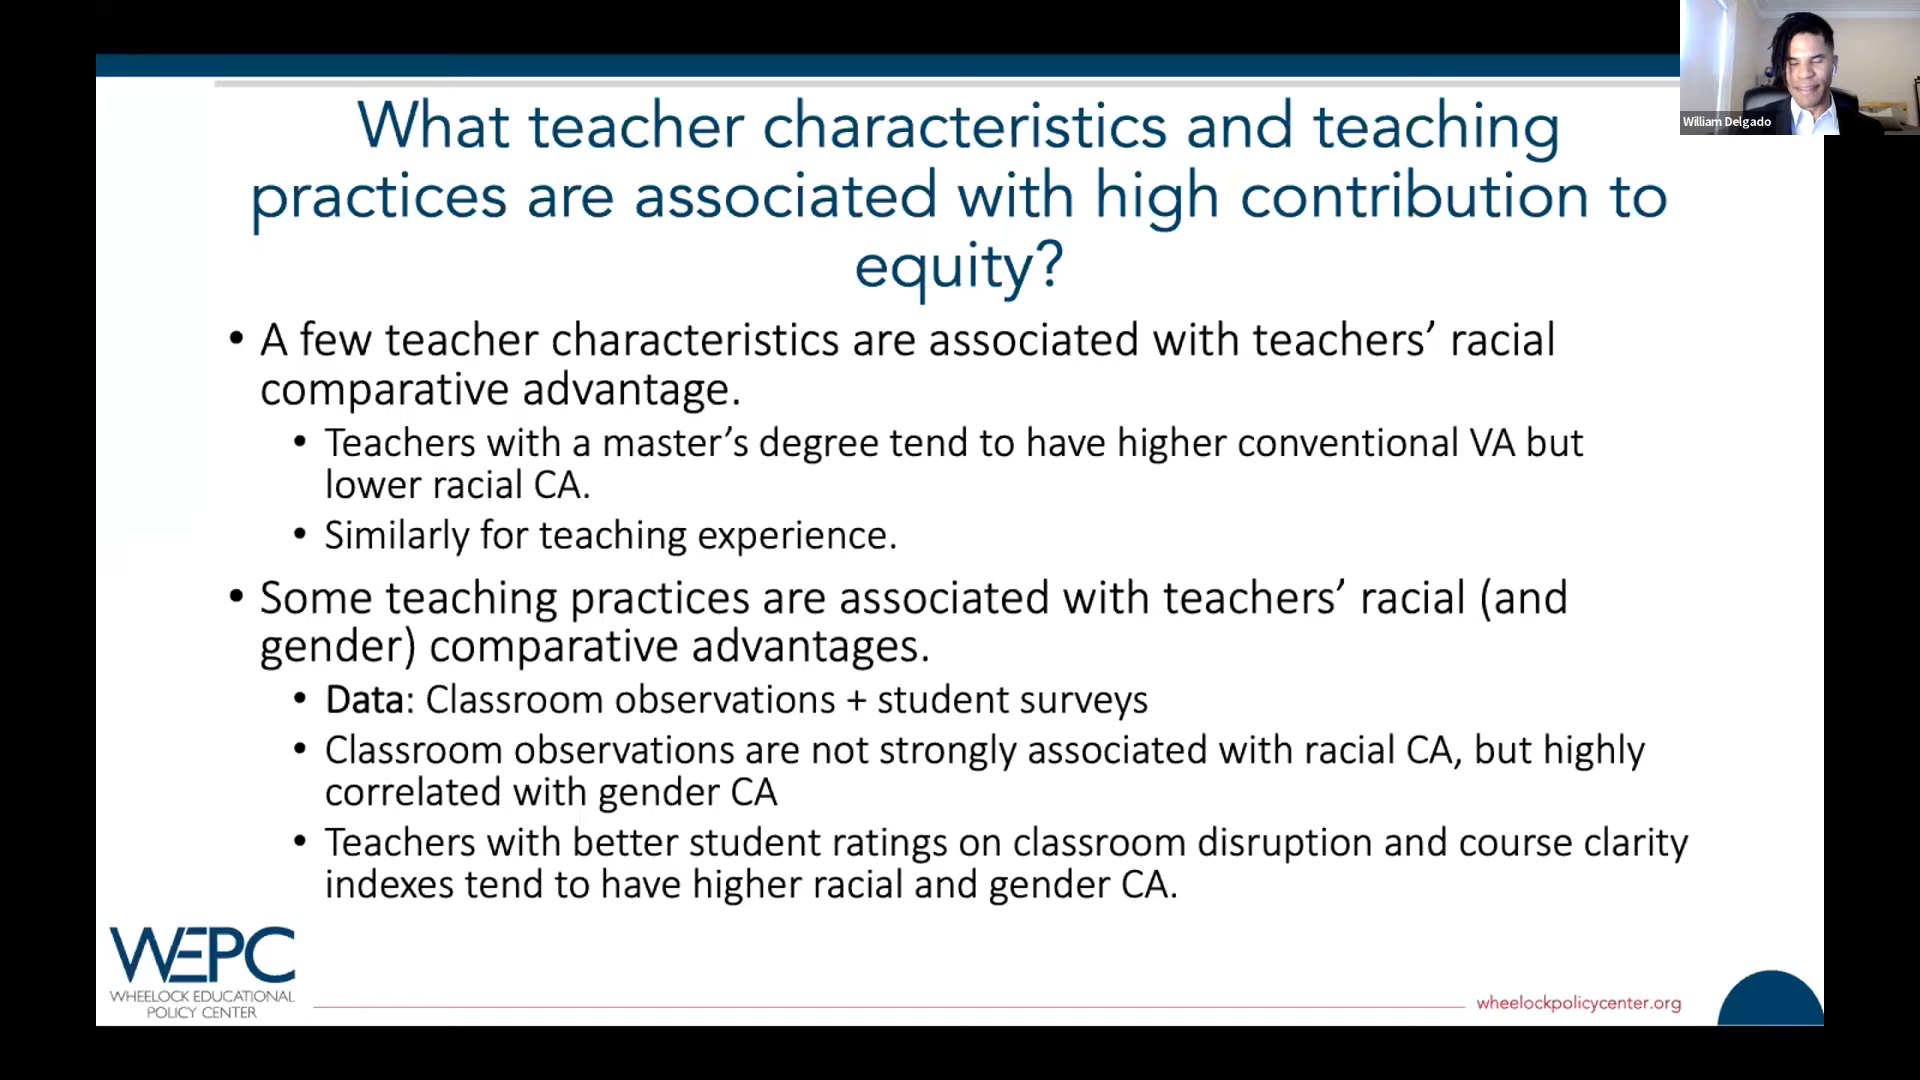 William Delgado
What teacher characteristics and teaching
practices are associated with high contribution to
equity?
• A few teacher characteristics are associated with teachers’ racial
comparative advantage.
• Teachers with a master’s degree tend to have higher conventional VA but
lower racial CA.
• Similarly for teaching experience.
• Some teaching practices are associated with teachers’ racial (and
gender) comparative advantages.
• Data: Classroom observations + student surveys
• Classroom observations are not strongly associated with racial CA, but highly
correlated with gender CA
• Teachers with better student ratings on classroom disruption and course clarity
indexes tend to have higher racial and gender CA.
WEPC
WHEELOCK EDUCATIONAL
POLICY CENTER
wheelockpolicycenter.org